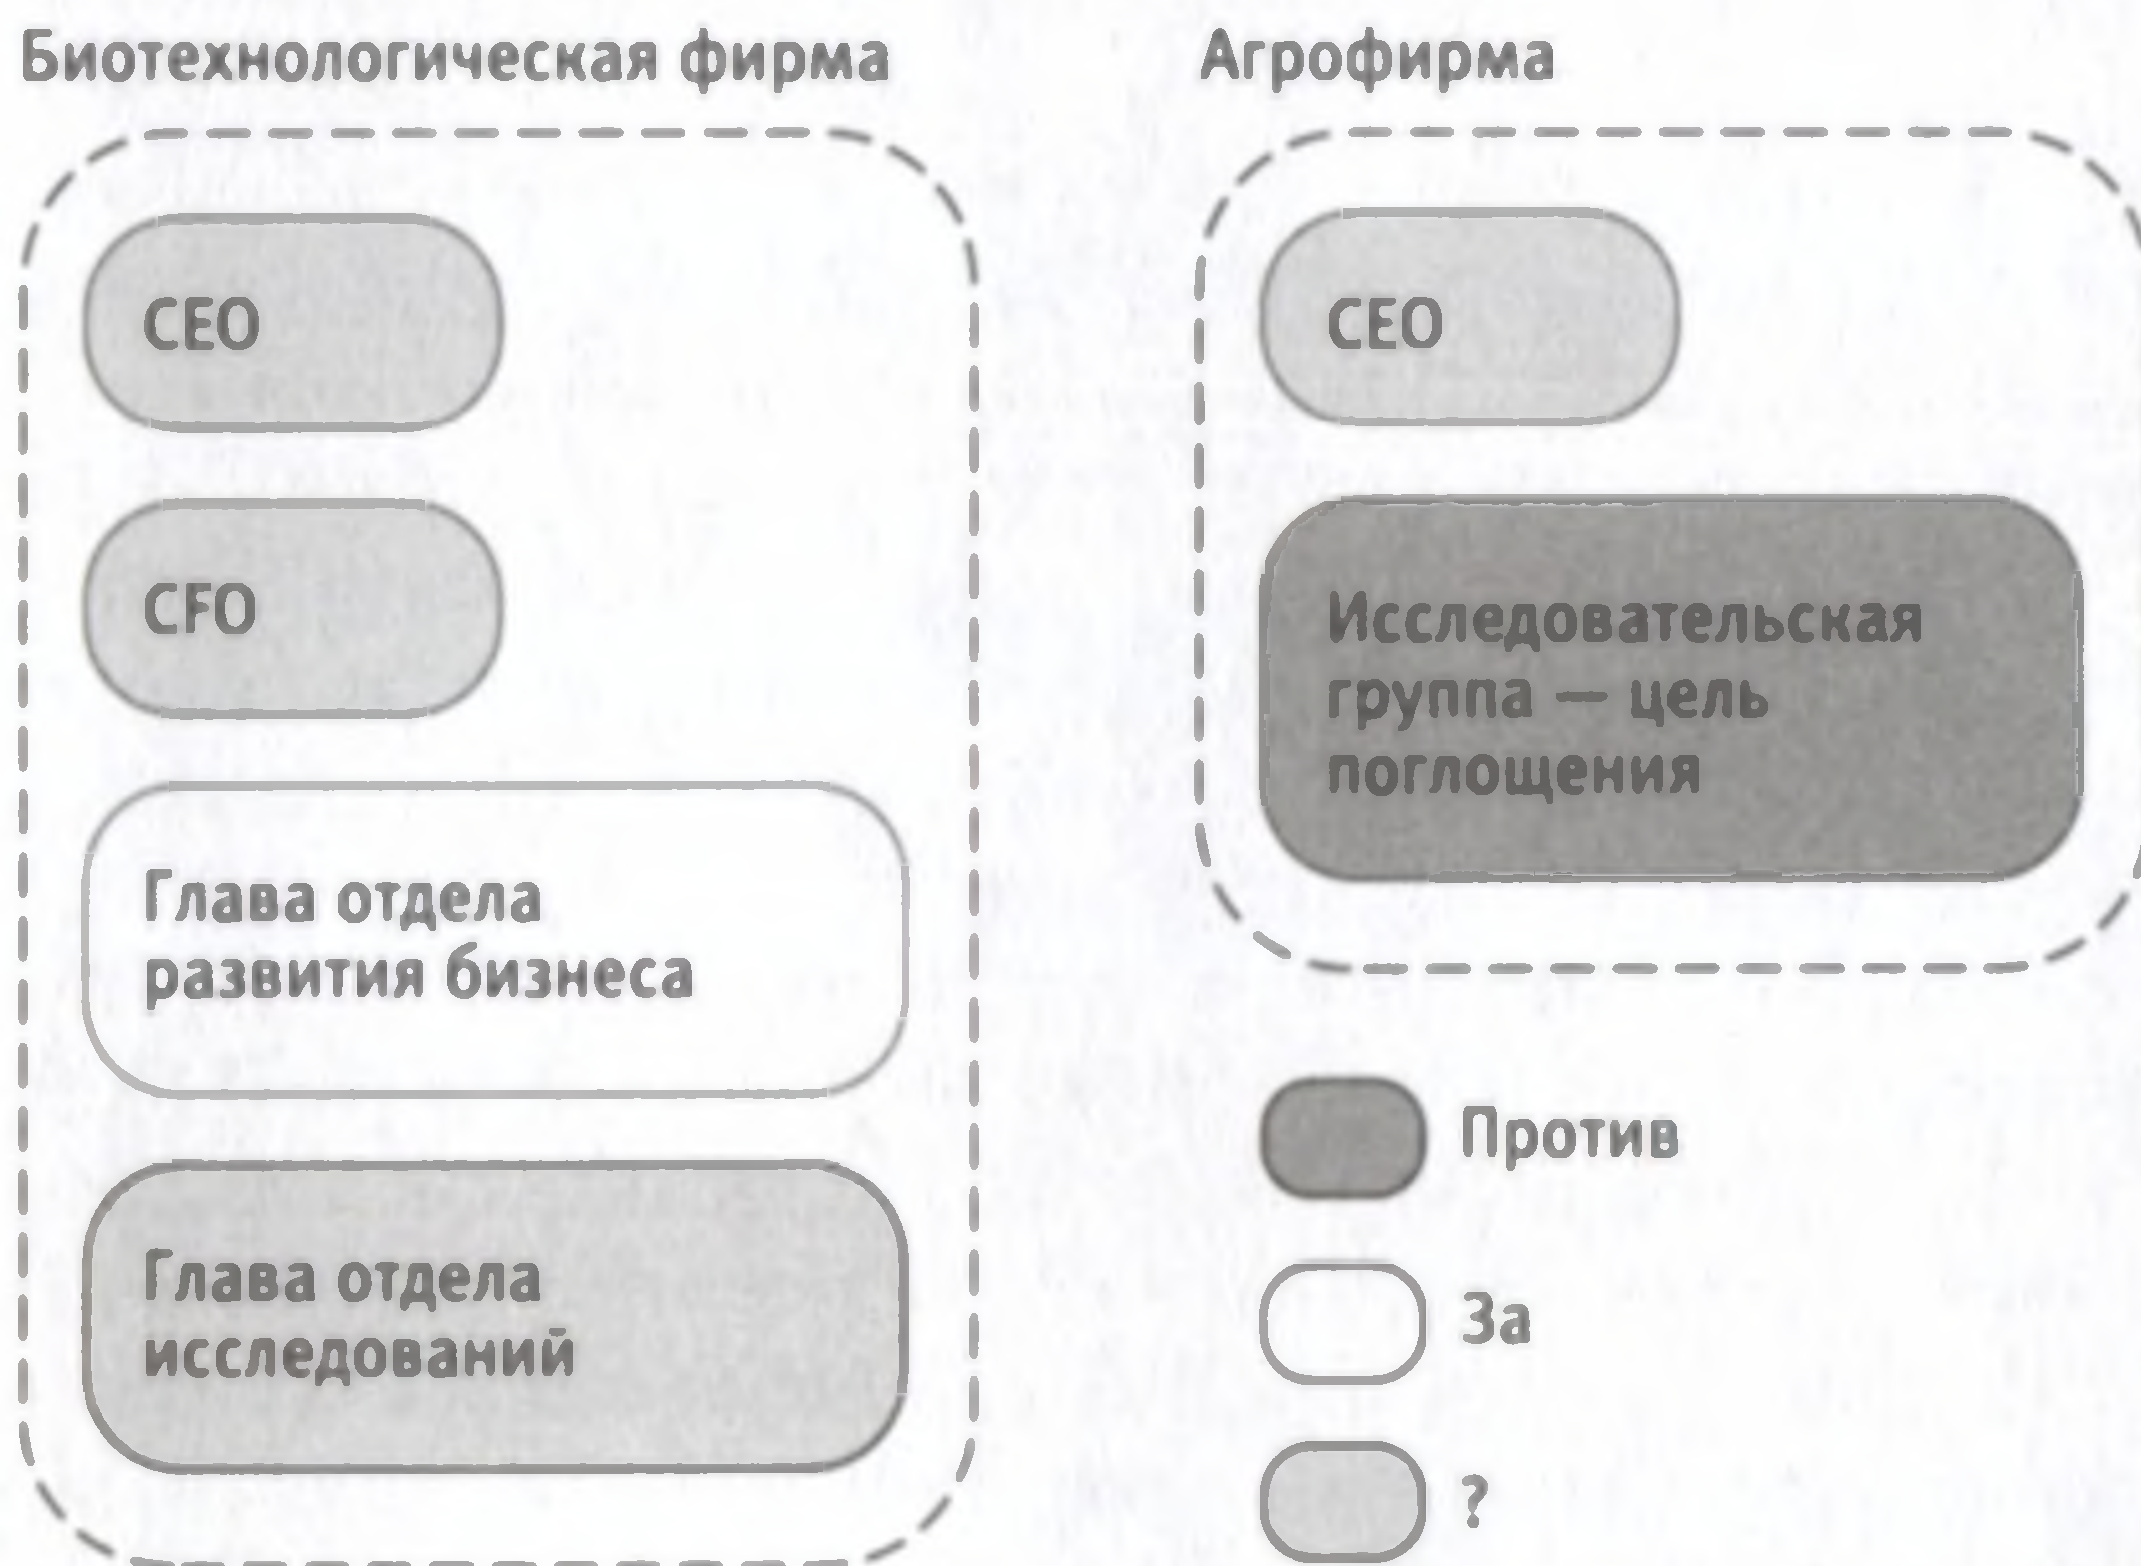 Биотехнологическая фирма
CEO
CFO
Глава отдела
развития бизнеса
Глава отдела
исследований
Агрофирма
CEO
Исследовательская
группа — цель
поглощения
Против
За
?